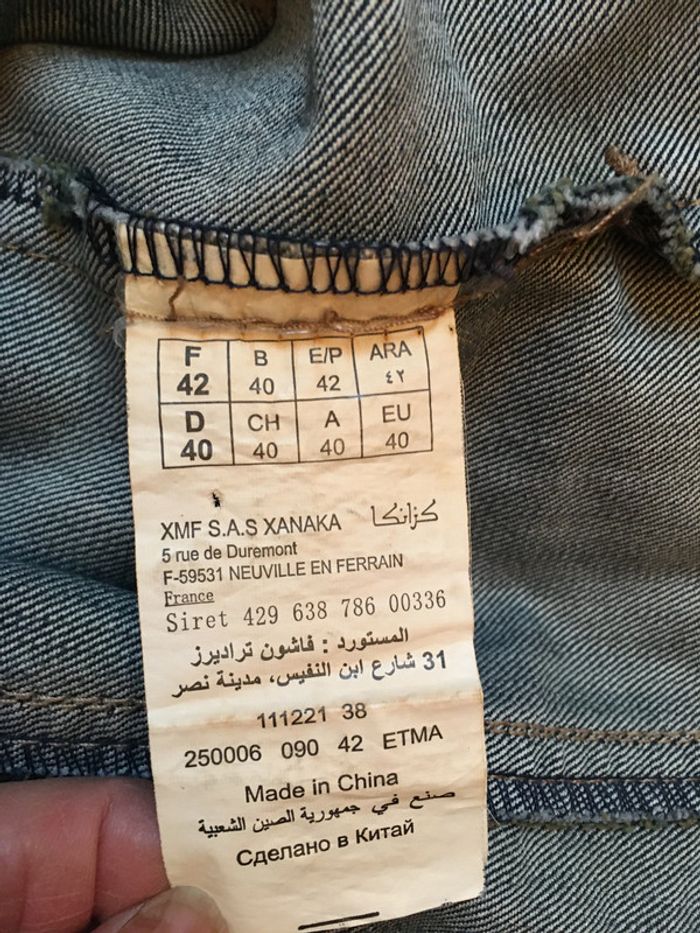 F B E/P ARA
42 40 42 ٤٢
D CH A EU
40 40 40 40
XMF S.A.S XANAKA كزانكا
5 rue de Duremont
F-59531 NEUVILLE EN FERRAIN
France
Siret 429 638 786 00336
المستورد : فاشون تراديرز
31 شارع ابن النفيس، مدينة نصر
111221 38
250006 090 42 ETMA
Made in China
صنع في جمهورية الصين الشعبية
Сделано в Китай